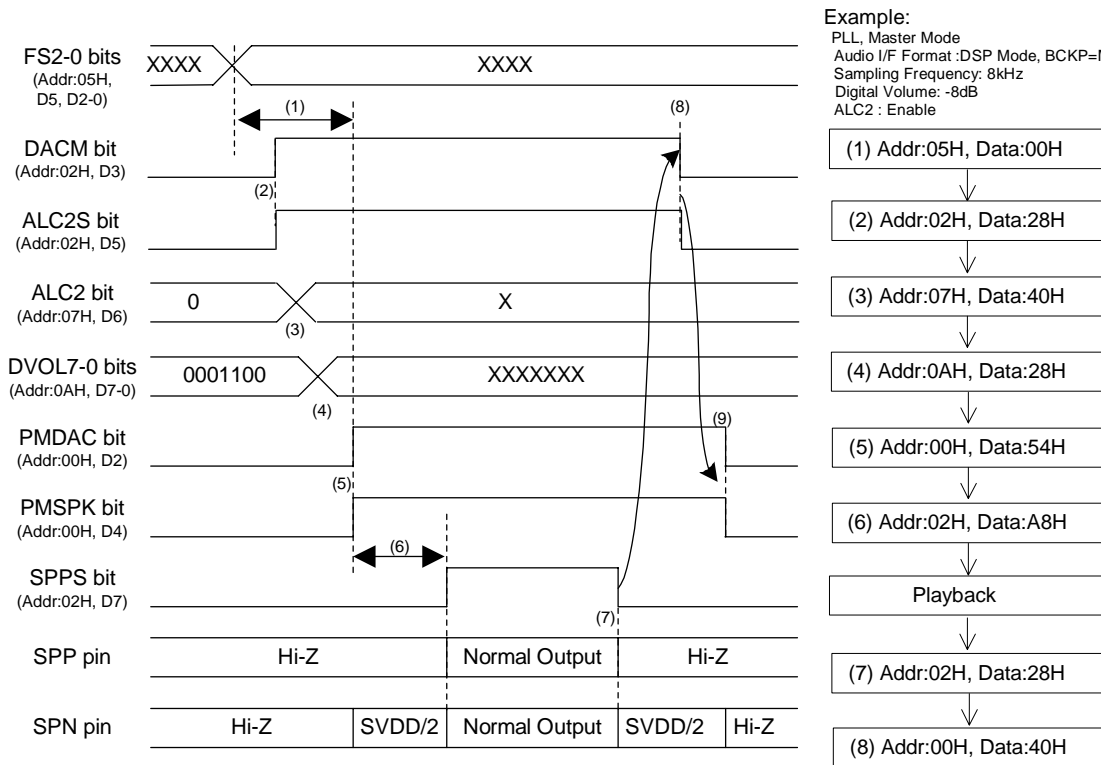 FS2-0 bits
(Addr:05H,
D5, D2-0)
XXXX
XXXX
(1)
(8)
DACM bit
(Addr:02H, D3)
(2)
ALC2S bit
(Addr:02H, D5)
ALC2 bit
(Addr:07H, D6)
0
X
(3)
DVOL7-0 bits
(Addr:0AH, D7-0)
0001100
XXXXXXX
(4)
PMDAC bit
(Addr:00H, D2)
(9)
(5)
PMSPK bit
(Addr:00H, D4)
(6)
SPPS bit
(Addr:02H, D7)
(7)
SPP pin
Hi-Z
Normal Output
Hi-Z
SPN pin
Hi-Z
SVDD/2
Normal Output
SVDD/2
Hi-Z
Example:
PLL, Master Mode
Audio I/F Format :DSP Mode,
Sampling Frequency: 8kHz
Digital Volume: -8dB
ALC2 : Enable
(1) Addr:05H, Data:00H
(2) Addr:02H, Data:28H
(3) Addr:07H, Data:40H
(4) Addr:0AH, Data:28H
(5) Addr:00H, Data:54H
(6) Addr:02H, Data:A8H
Playback
(7) Addr:02H, Data:28H
(8) Addr:00H, Data:40H